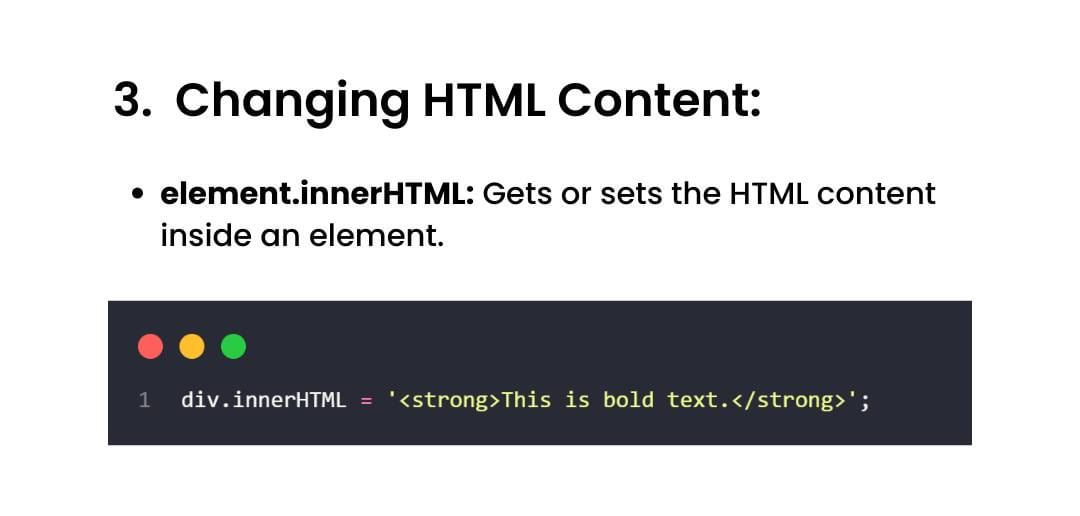 3. Changing HTML Content:
• element.innerHTML: Gets or sets the HTML content
inside an element.
1 div.innerHTML = '<strong>This is bold text.</strong>';